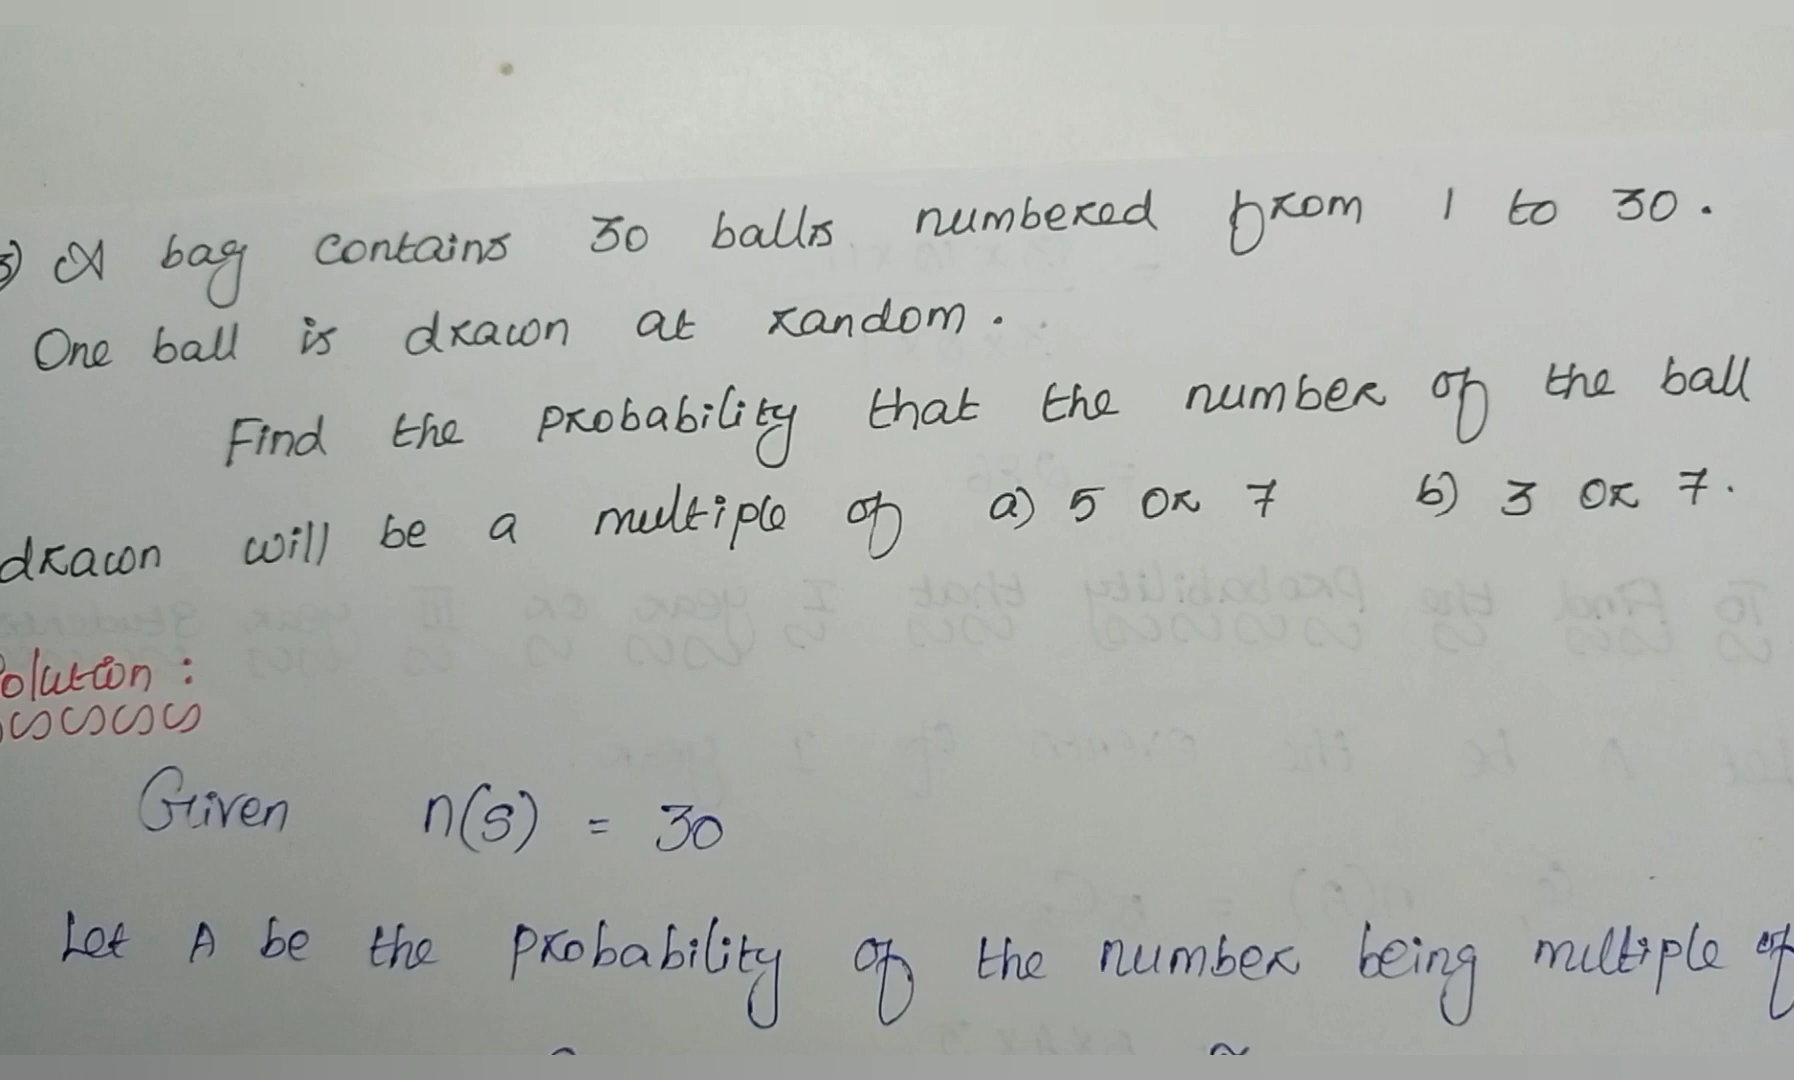 3) A bag contains 30 balls numbered from 1 to 30.
One ball is drawn at random.
Find the probability that the number of the ball
drawn will be a multiple of a) 5 or 7 b) 3 or 7.
Solution :
Given n(S) = 30
Let A be the probability of the number being multiple of